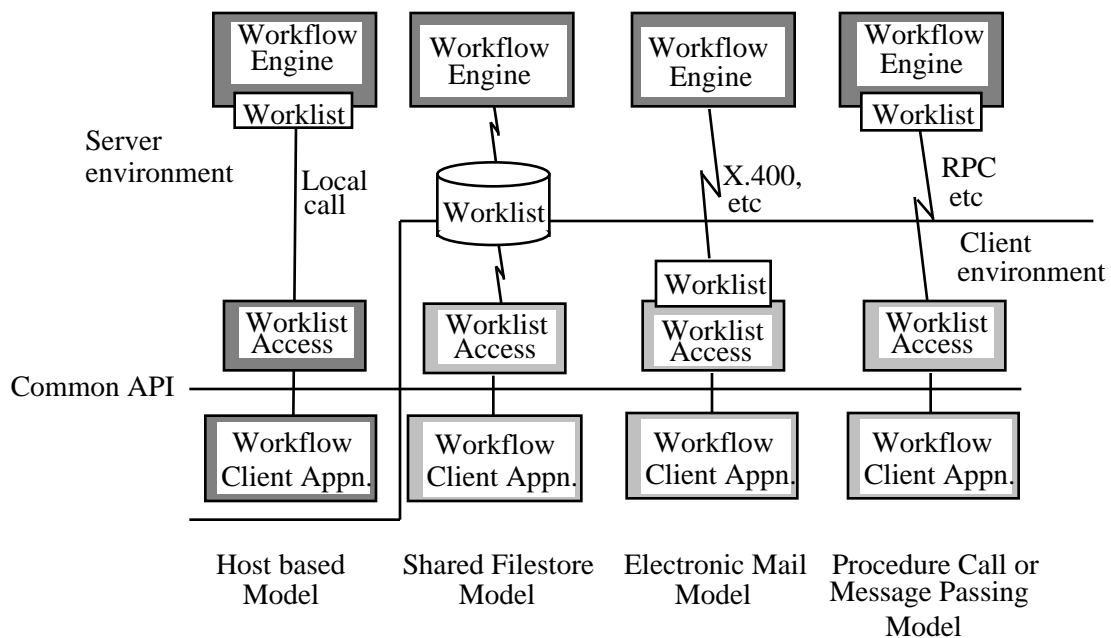 Workflow
Engine
Worklist
Workflow
Engine
Workflow
Engine
Workflow
Engine
Worklist
Server
environment
Local
call
Worklist
X.400,
etc
RPC
etc
Client
environment
Worklist
Worklist
Access
Worklist
Access
Worklist
Access
Worklist
Access
Common API
Workflow
Client Appn.
Workflow
Client Appn.
Workflow
Client Appn.
Workflow
Client Appn.
Host based
Model
Shared Filestore
Model
Electronic Mail
Model
Procedure Call or
Message Passing
Model